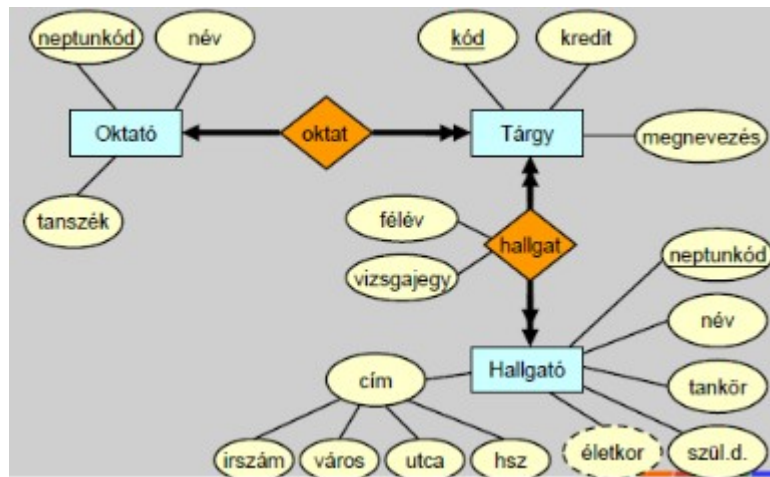 neptunkód
név
kód
kredit
Oktató
oktat
Tárgy
megnevezés
tanszék
félév
hallgat
vizsgajegy
neptunkód
név
Hallgató
cím
tankör
irszám
város
utca
hsz
életkor
szül.d.